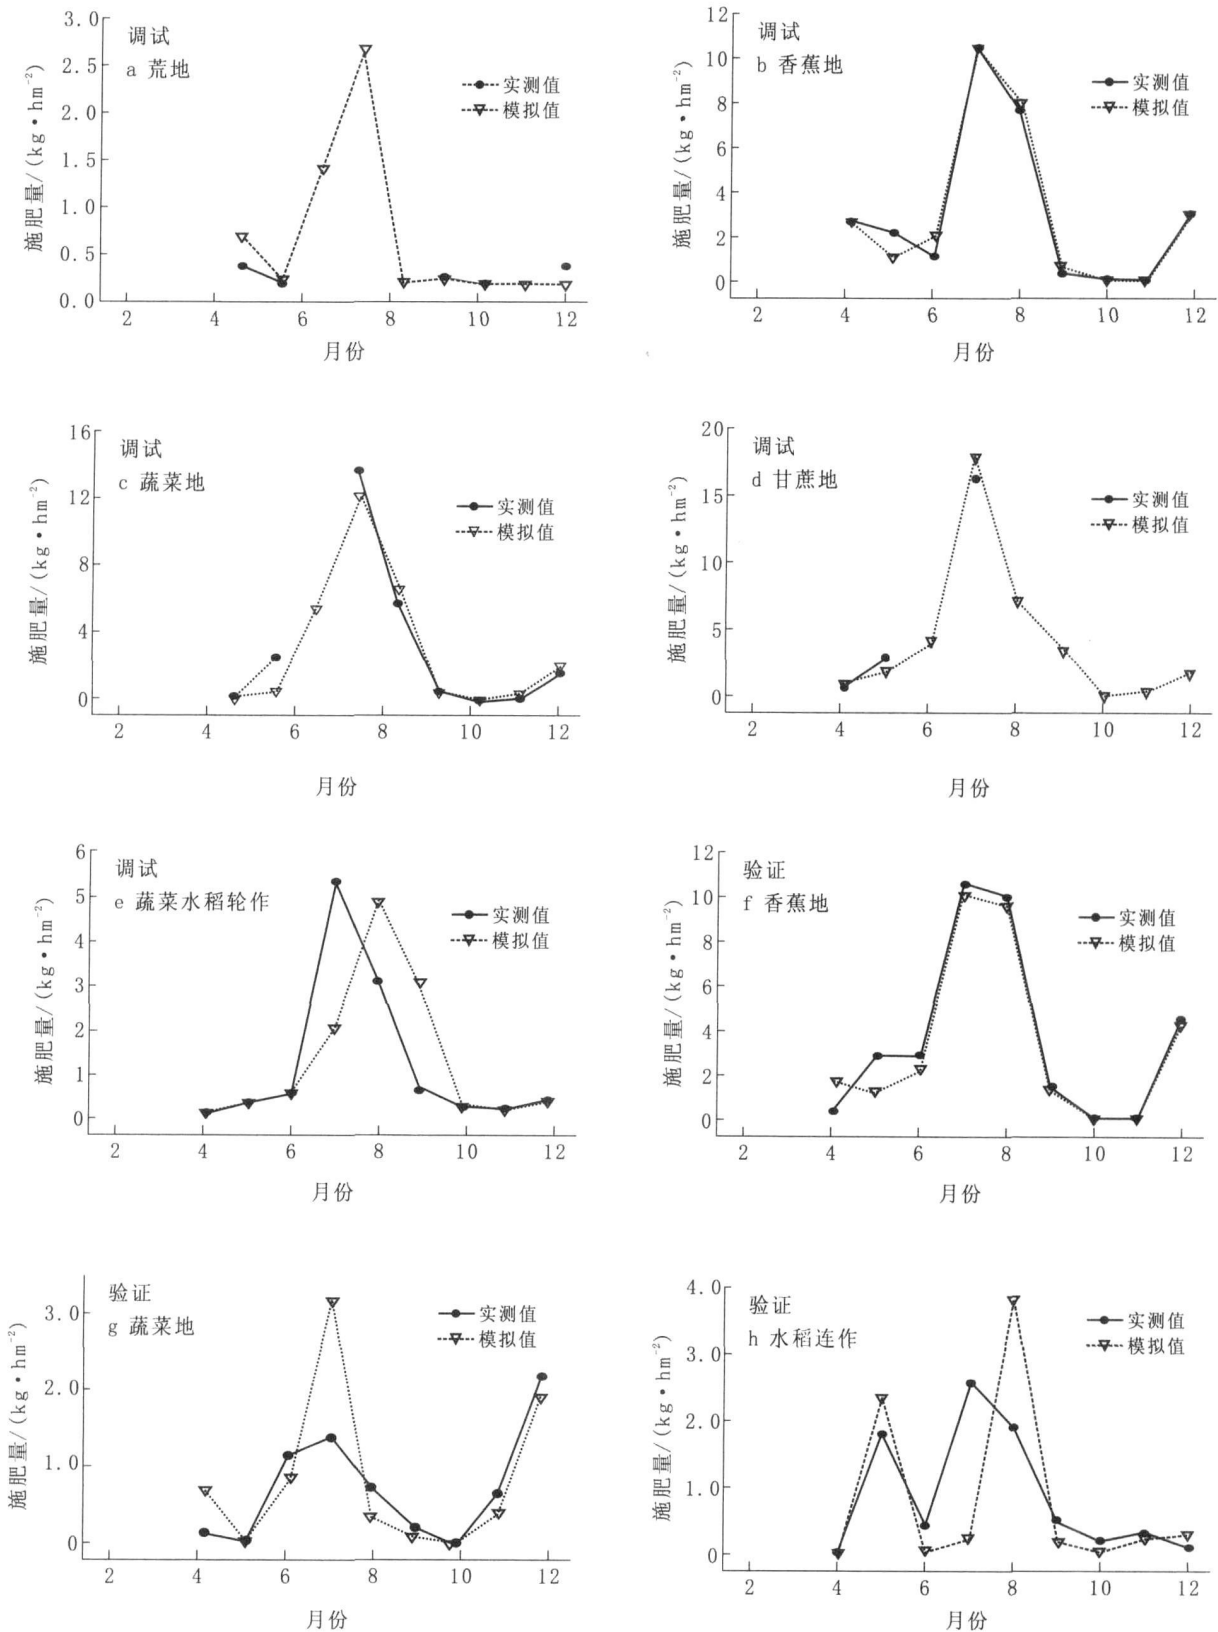 3.0
2.5
2.0
1.5
1.0
0.5
0.0
施肥量/(kg·hm⁻²)
调试
a 荒地
实测值
模拟值
2 4 6 8 10 12
月份
12
10
8
6
4
2
0
施肥量/(kg·hm⁻²)
调试
b 香蕉地
实测值
模拟值
2 4 6 8 10 12
月份
16
12
8
4
0
施肥量/(kg·hm⁻²)
调试
c 蔬菜地
实测值
模拟值
2 4 6 8 10 12
月份
20
15
10
5
0
施肥量/(kg·hm⁻²)
调试
d 甘蔗地
实测值
模拟值
2 4 6 8 10 12
月份
6
5
4
3
2
1
0
施肥量/(kg·hm⁻²)
调试
e 蔬菜水稻轮作
实测值
模拟值
2 4 6 8 10 12
月份
12
10
8
6
4
2
0
施肥量/(kg·hm⁻²)
验证
f 香蕉地
实测值
模拟值
2 4 6 8 10 12
月份
3.0
2.0
1.0
0
施肥量/(kg·hm⁻²)
验证
g 蔬菜地
实测值
模拟值
2 4 6 8 10 12
月份
4.0
3.0
2.0
1.0
0
施肥量/(kg·hm⁻²)
验证
h 水稻连作
实测值
模拟值
2 4 6 8 10 12
月份